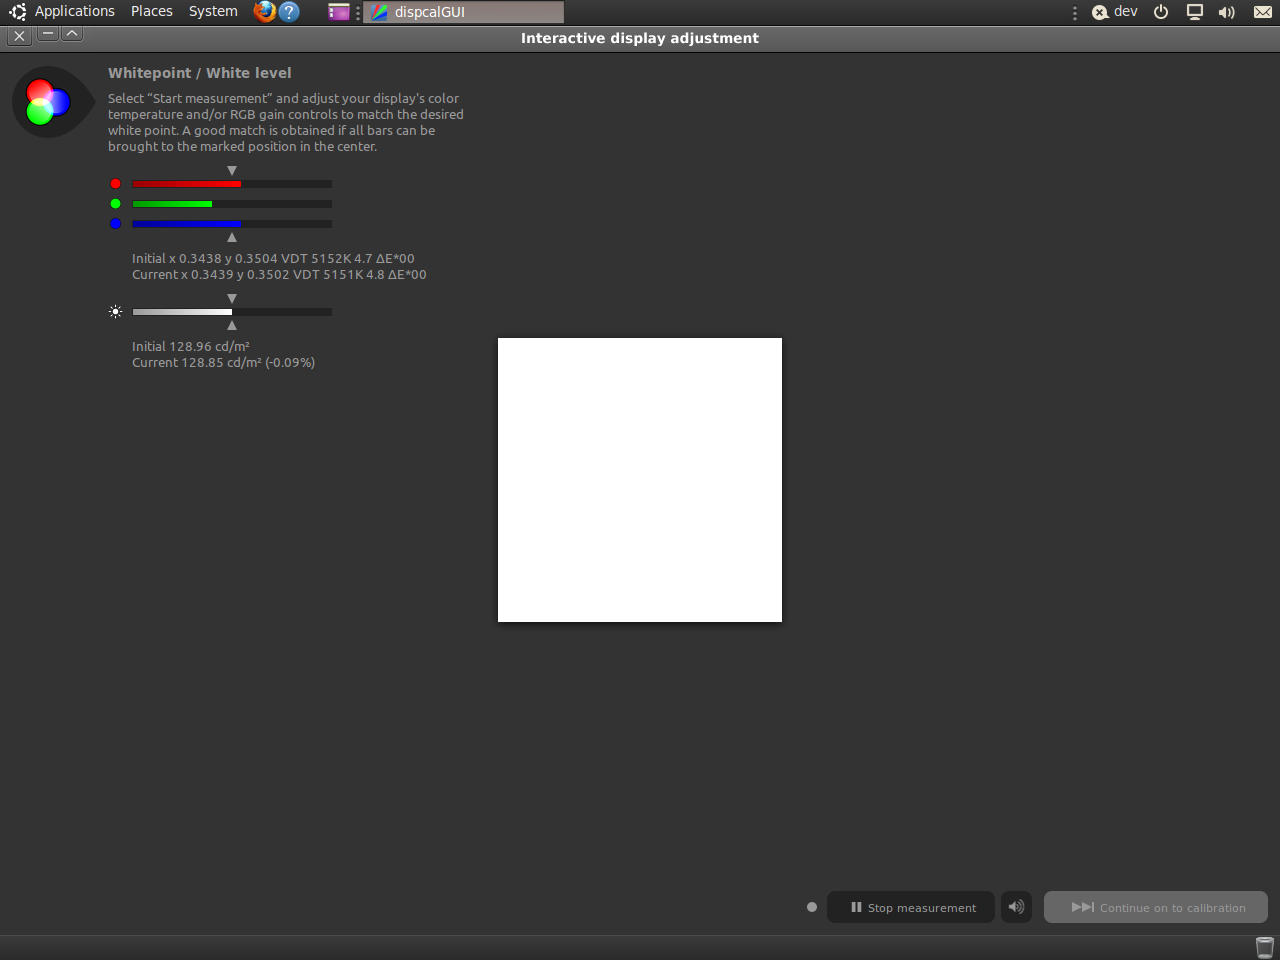 Applications Places System dispcalGUI dev
Interactive display adjustment
Whitepoint / White level
Select “Start measurement” and adjust your display's color
temperature and/or RGB gain controls to match the desired
white point. A good match is obtained if all bars can be
brought to the marked position in the center.
Initial x 0.3438 y 0.3504 VDT 5152K 4.7 ΔE*00
Current x 0.3439 y 0.3502 VDT 5151K 4.8 ΔE*00
Initial 128.96 cd/m²
Current 128.85 cd/m² (-0.09%)
Stop measurement Continue on to calibration